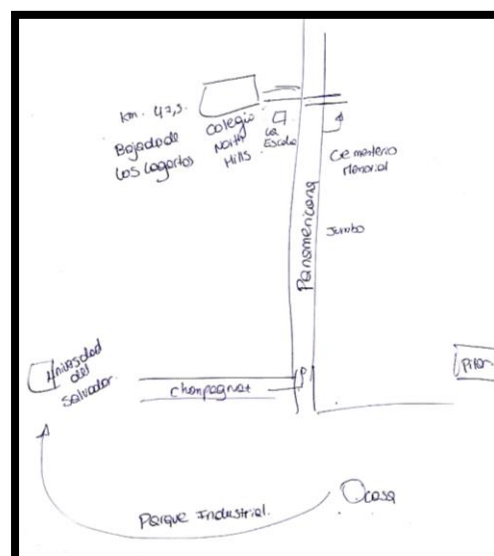 km. 47,5.
Bajada de
Los Lagartos
Colegio
North
Hills
La
Escala
Cementerio
Memorial
Panamericana
Jumbo
Universidad
del
Salvador.
Champagnat
Pilar
Casa
Parque Industrial.